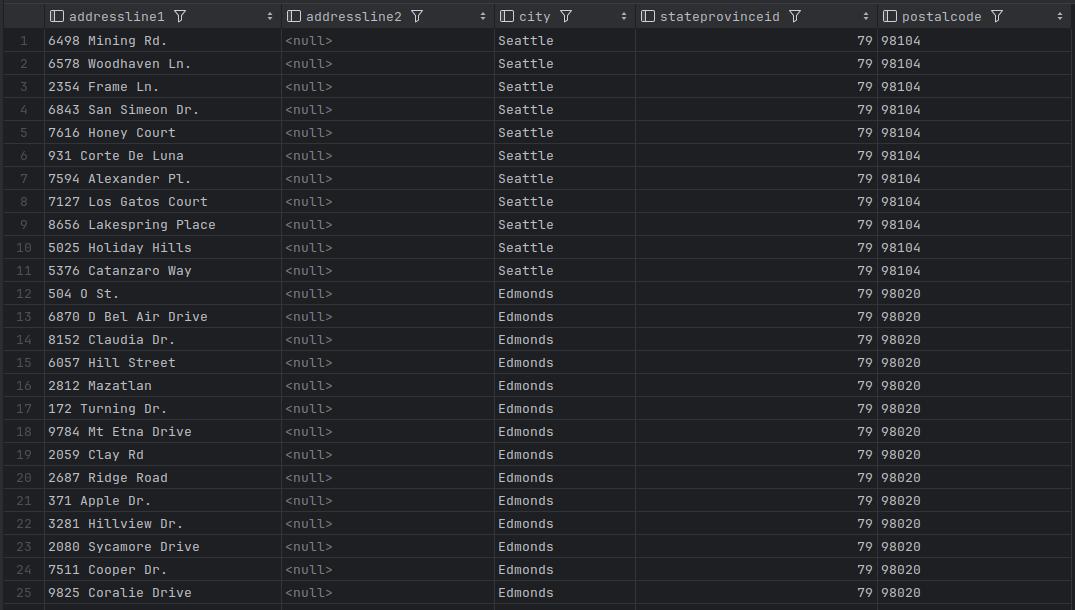 addressline1 addressline2 city stateprovinceid postalcode
1 6498 Mining Rd. <null> Seattle 79 98104
2 6578 Woodhaven Ln. <null> Seattle 79 98104
3 2354 Frame Ln. <null> Seattle 79 98104
4 6843 San Simeon Dr. <null> Seattle 79 98104
5 7616 Honey Court <null> Seattle 79 98104
6 931 Corte De Luna <null> Seattle 79 98104
7 7594 Alexander Pl. <null> Seattle 79 98104
8 7127 Los Gatos Court <null> Seattle 79 98104
9 8656 Lakespring Place <null> Seattle 79 98104
10 5025 Holiday Hills <null> Seattle 79 98104
11 5376 Catanzaro Way <null> Seattle 79 98104
12 504 O St. <null> Edmonds 79 98020
13 6870 D Bel Air Drive <null> Edmonds 79 98020
14 8152 Claudia Dr. <null> Edmonds 79 98020
15 6057 Hill Street <null> Edmonds 79 98020
16 2812 Mazatlan <null> Edmonds 79 98020
17 172 Turning Dr. <null> Edmonds 79 98020
18 9784 Mt Etna Drive <null> Edmonds 79 98020
19 2059 Clay Rd <null> Edmonds 79 98020
20 2687 Ridge Road <null> Edmonds 79 98020
21 371 Apple Dr. <null> Edmonds 79 98020
22 3281 Hillview Dr. <null> Edmonds 79 98020
23 2080 Sycamore Drive <null> Edmonds 79 98020
24 7511 Cooper Dr. <null> Edmonds 79 98020
25 9825 Coralie Drive <null> Edmonds 79 98020